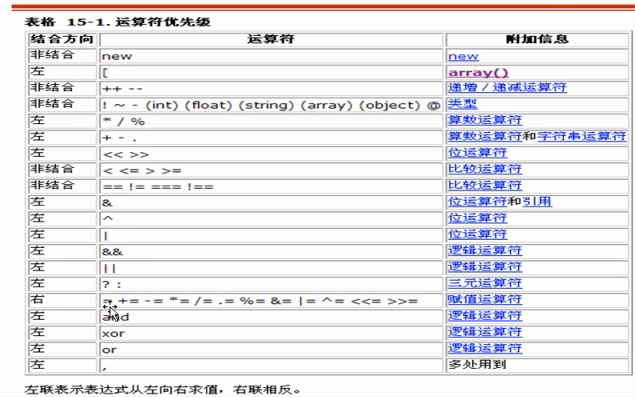 表格 15-1. 运算符优先级
结合方向 运算符 附加信息
非结合 new new
左 [ array()
非结合 ++ -- 递增／递减运算符
非结合 ! ~ - (int) (float) (string) (array) (object) @ 类型
左 * / % 算数运算符
左 + - . 算数运算符和字符串运算符
左 << >> 位运算符
非结合 < <= > >= 比较运算符
非结合 == != === !== 比较运算符
左 & 位运算符和引用
左 ^ 位运算符
左 | 位运算符
左 && 逻辑运算符
左 || 逻辑运算符
左 ? : 三元运算符
右 = += -= *= /= .= %= &= |= ^= <<= >>= 赋值运算符
左 and 逻辑运算符
左 xor 逻辑运算符
左 or 逻辑运算符
左 , 多处用到
左联表示表达式从左向右求值，右联相反。